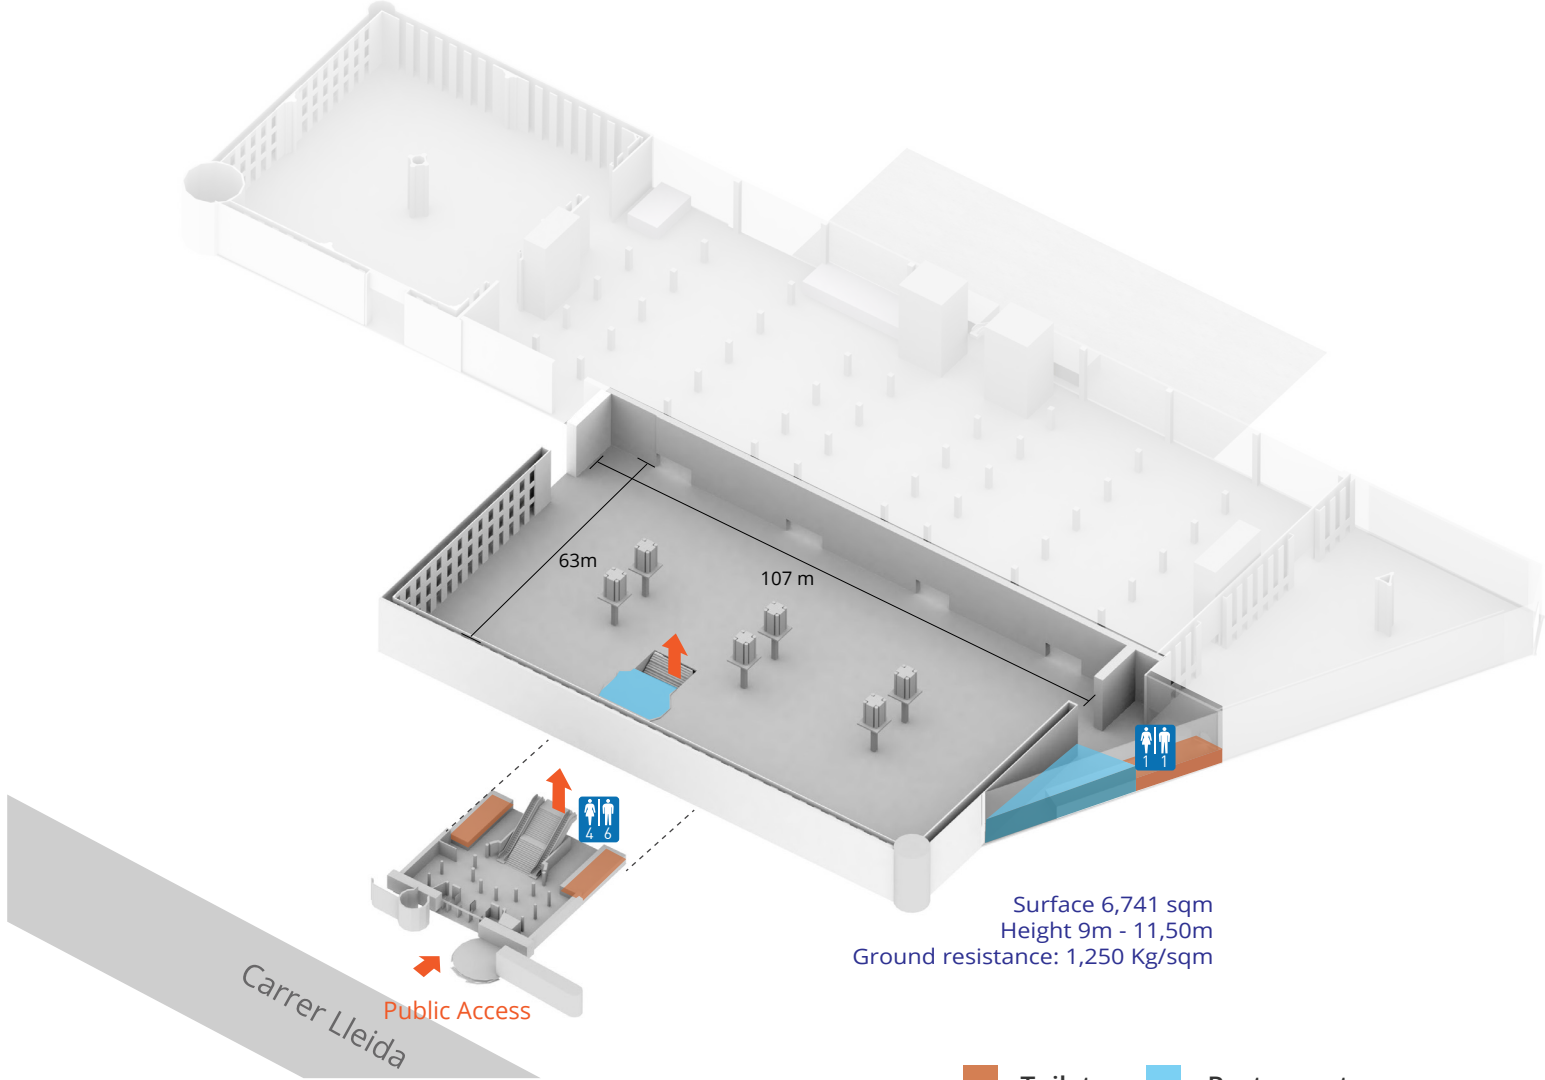 63m
107 m
1 1
4 6
Surface 6,741 sqm
Height 9m - 11,50m
Ground resistance: 1,250 Kg/sqm
Carrer Lleida
Public Access